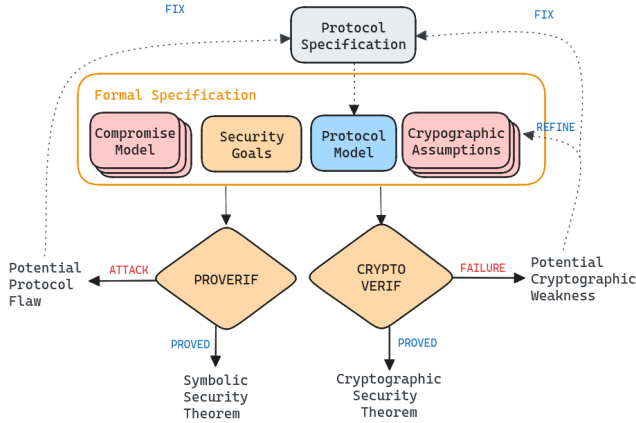 FIX
FIX
Protocol
Specification
Formal Specification
Compromise
Model
Security
Goals
Protocol
Model
Crypographic
Assumptions
REFINE
Potential
Protocol
Flaw
ATTACK
PROVERIF
CRYPTO
VERIF
FAILURE
Potential
Cryptographic
Weakness
PROVED
PROVED
Symbolic
Security
Theorem
Cryptographic
Security
Theorem